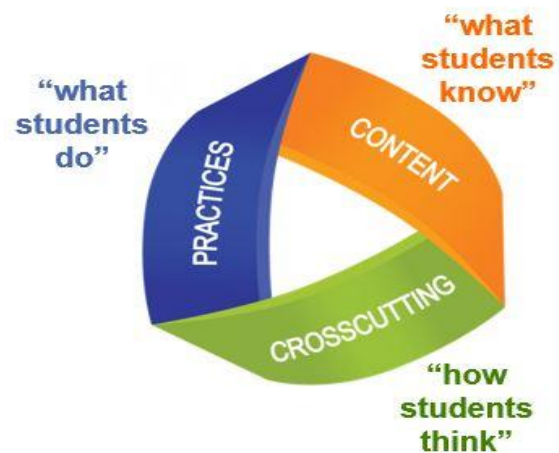 “what
students
do”
“what
students
know”
PRACTICES
CONTENT
CROSSCUTTING
“how
students
think”